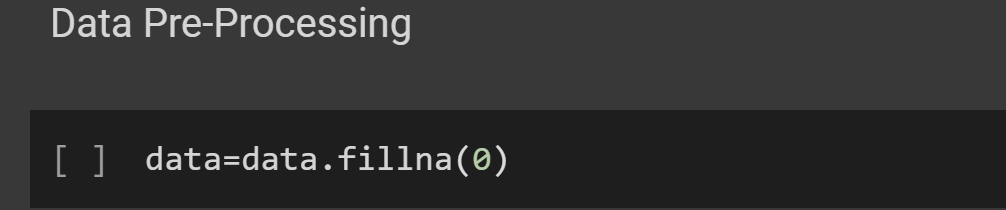 Data Pre-Processing
[ ] data=data.fillna(0)